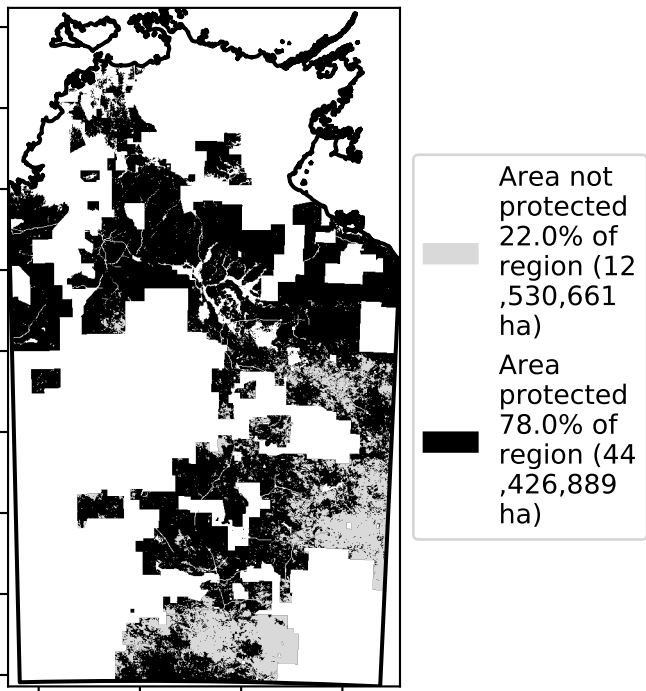 Area not
protected
22.0% of
region (12
,530,661
ha)
Area
protected
78.0% of
region (44
,426,889
ha)